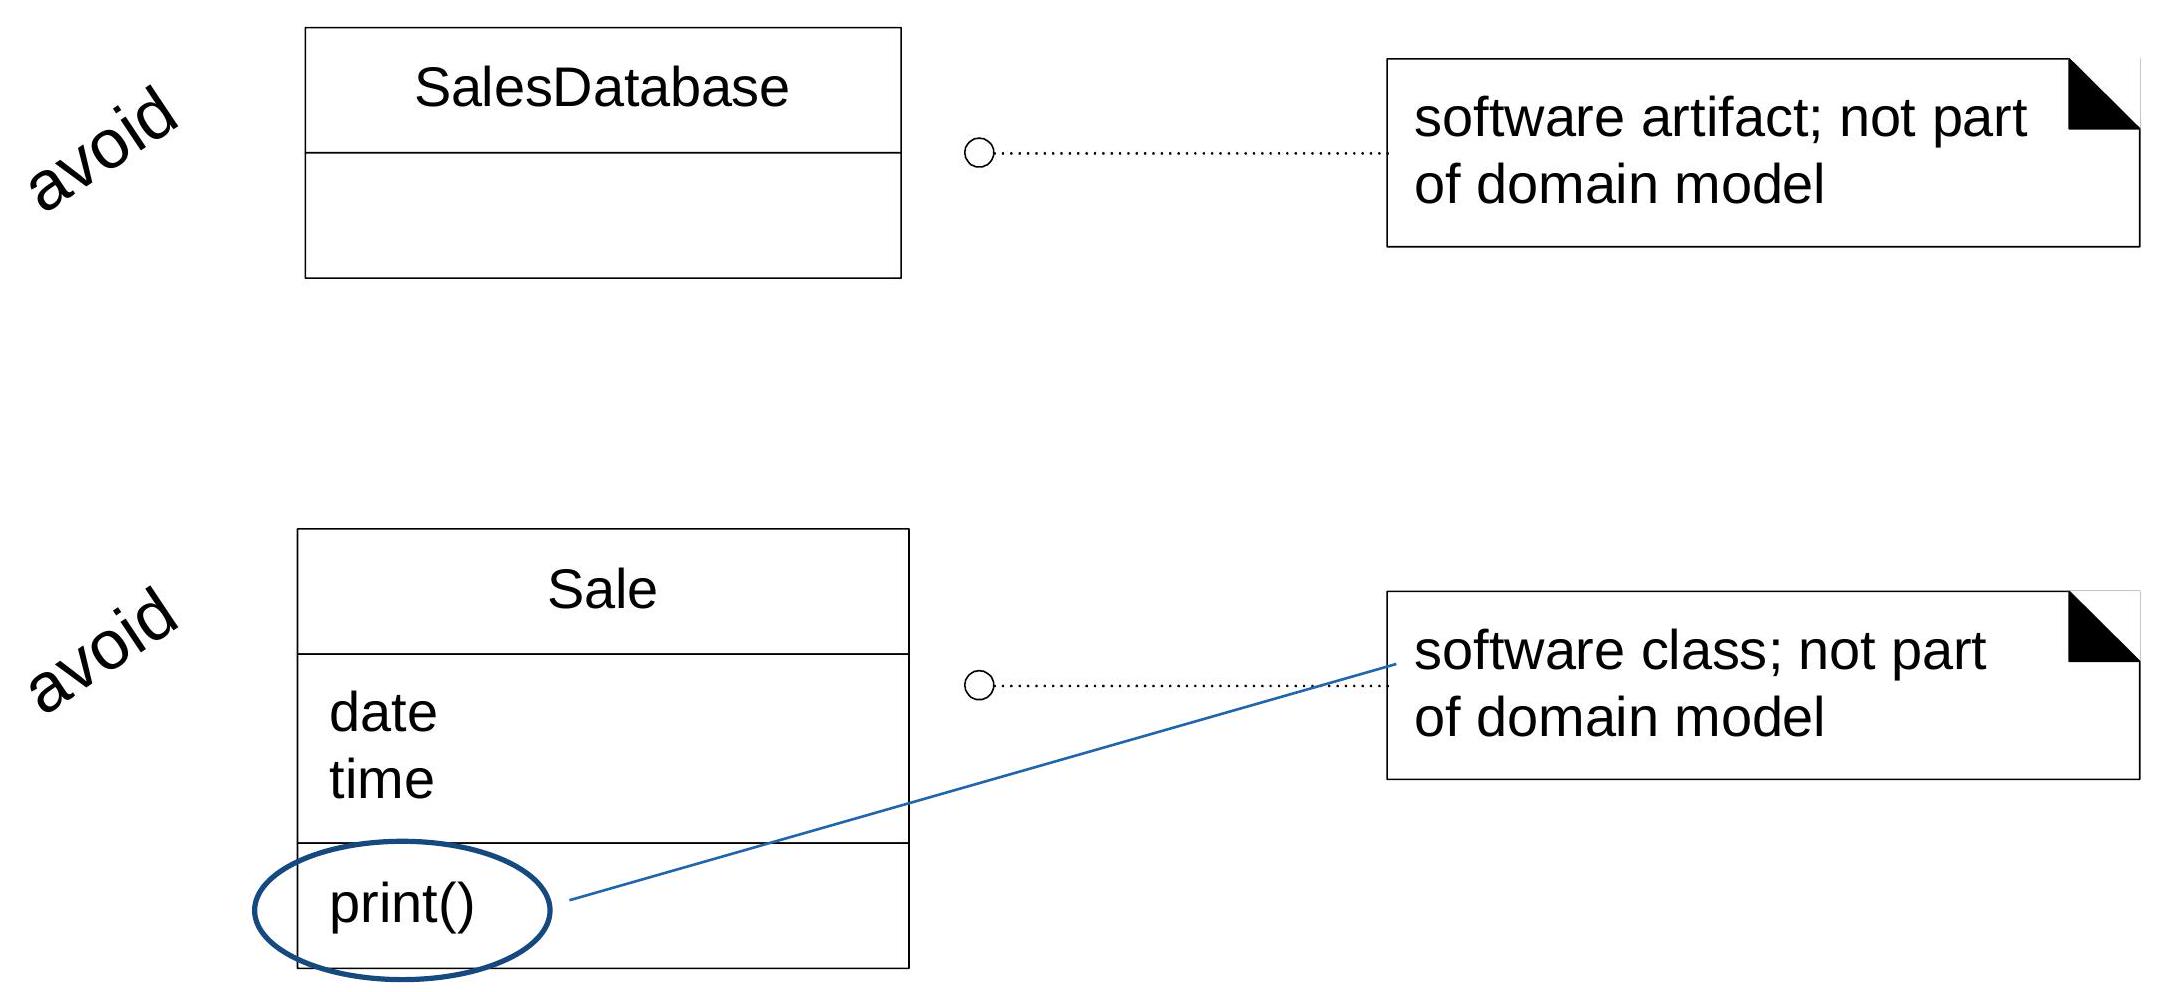 avoid
SalesDatabase
software artifact; not part
of domain model
avoid
Sale
date
time
print()
software class; not part
of domain model